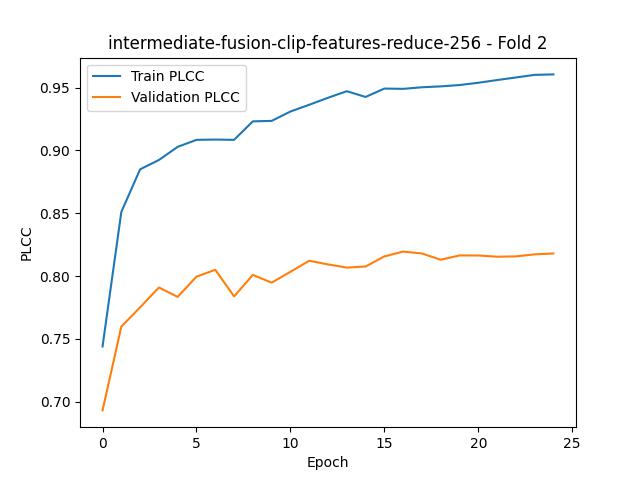 intermediate-fusion-clip-features-reduce-256 - Fold 2
Train PLCC
Validation PLCC
PLCC
0.95
0.90
0.85
0.80
0.75
0.70
0
5
10
15
20
25
Epoch